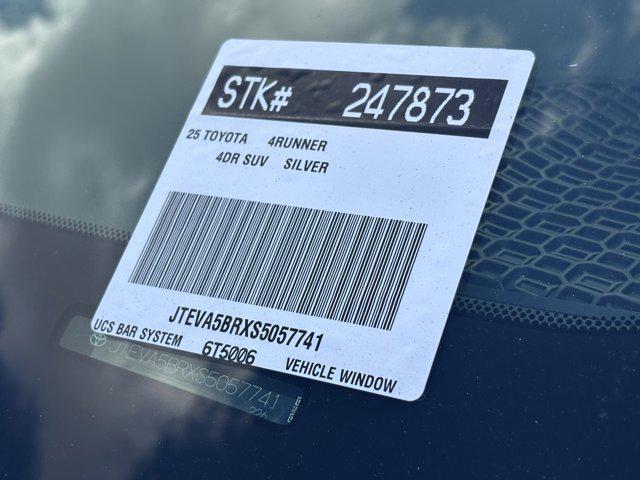 STK# 247873
25 TOYOTA 4RUNNER
4DR SUV SILVER
JTEVA5BRXS5057741
UCS BAR SYSTEM 6T5006 VEHICLE WINDOW
JTEVA5BRXS5057741